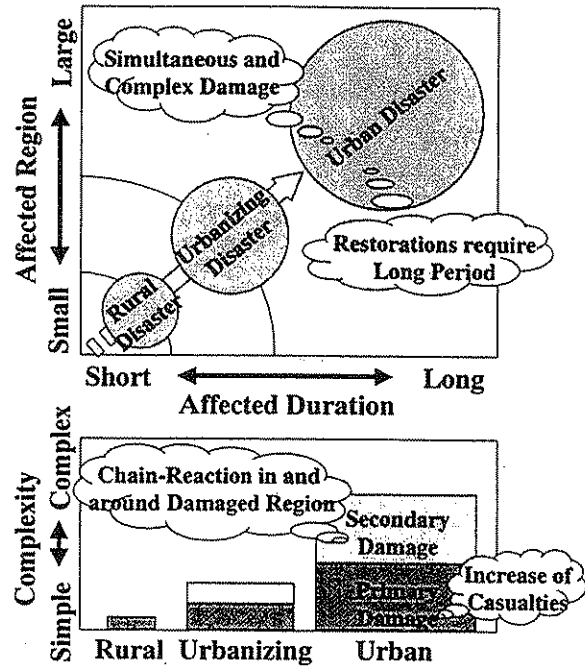 Large
Affected Region
Small
Simultaneous and
Complex Damage
Urban Disaster
Urbanizing
Disaster
Rural
Disaster
Restorations require
Long Period
Short
Long
Affected Duration
Complex
Complexity
Simple
Chain-Reaction in and
around Damaged Region
Secondary
Damage
Primary
Damage
Increase of
Casualties
Rural
Urbanizing
Urban